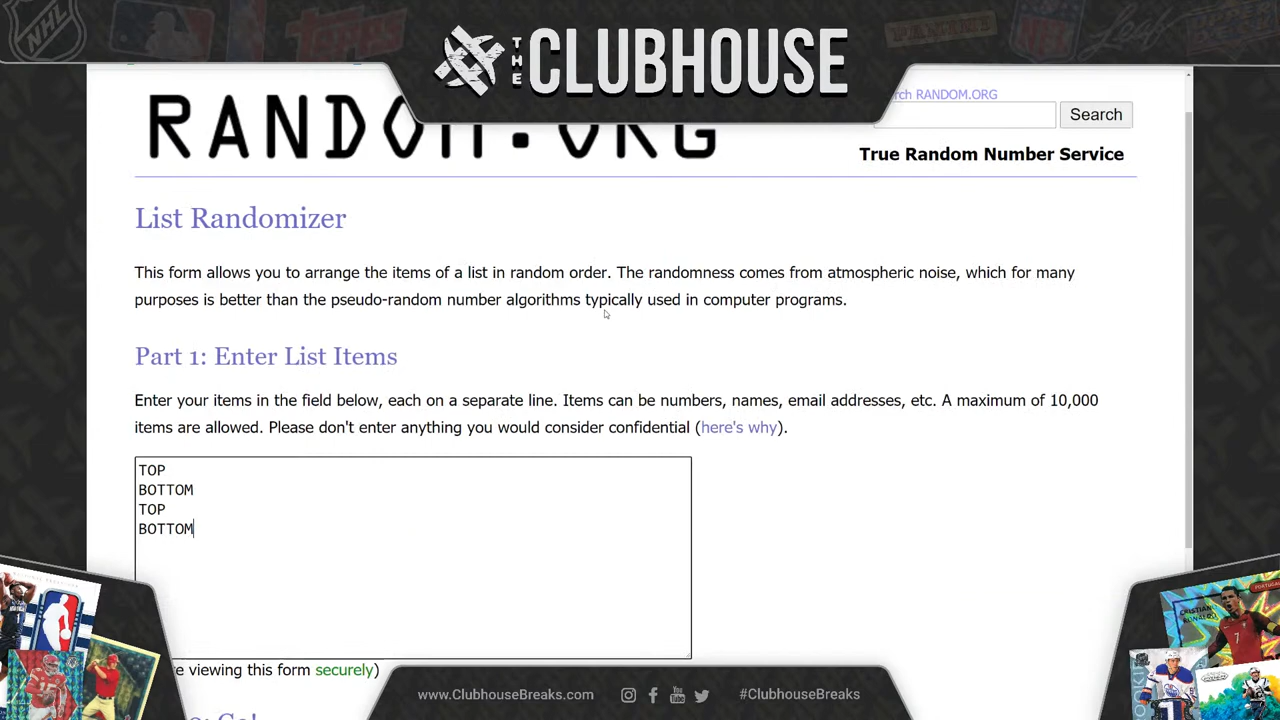 THE CLUBHOUSE
RANDOM.ORG
rch RANDOM.ORG
Search
True Random Number Service
List Randomizer
This form allows you to arrange the items of a list in random order. The randomness comes from atmospheric noise, which for many
purposes is better than the pseudo-random number algorithms typically used in computer programs.
Part 1: Enter List Items
Enter your items in the field below, each on a separate line. Items can be numbers, names, email addresses, etc. A maximum of 10,000
items are allowed. Please don't enter anything you would consider confidential (here's why).
TOP
BOTTOM
TOP
BOTTOM
e viewing this form securely)
www.ClubhouseBreaks.com
#ClubhouseBreaks